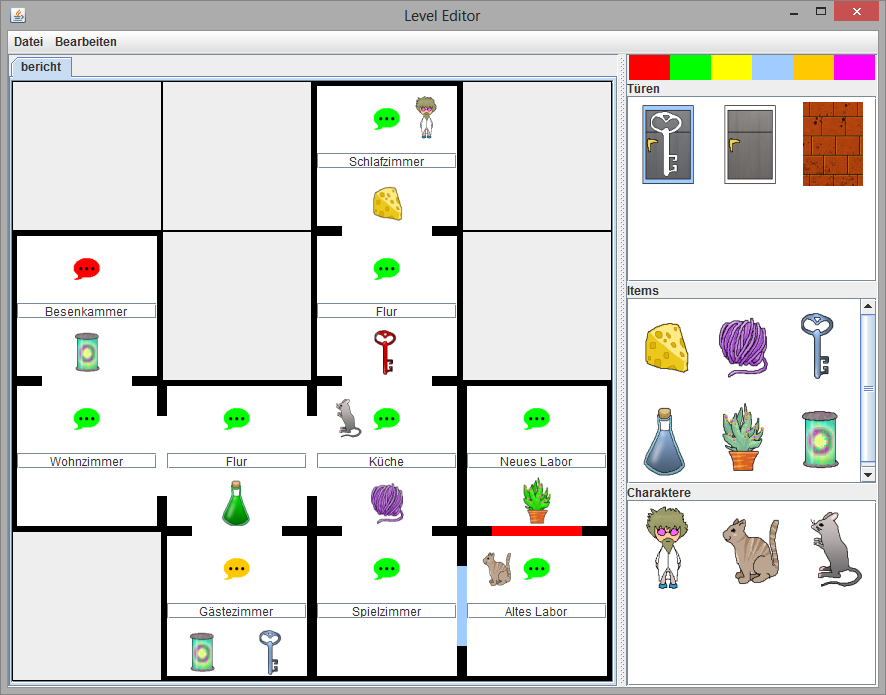 Level Editor
Datei Bearbeiten
bericht
Türen
Schlafzimmer
Items
Besenkammer
Flur
Wohnzimmer
Flur
Küche
Neues Labor
Charaktere
Gästezimmer
Spielzimmer
Altes Labor